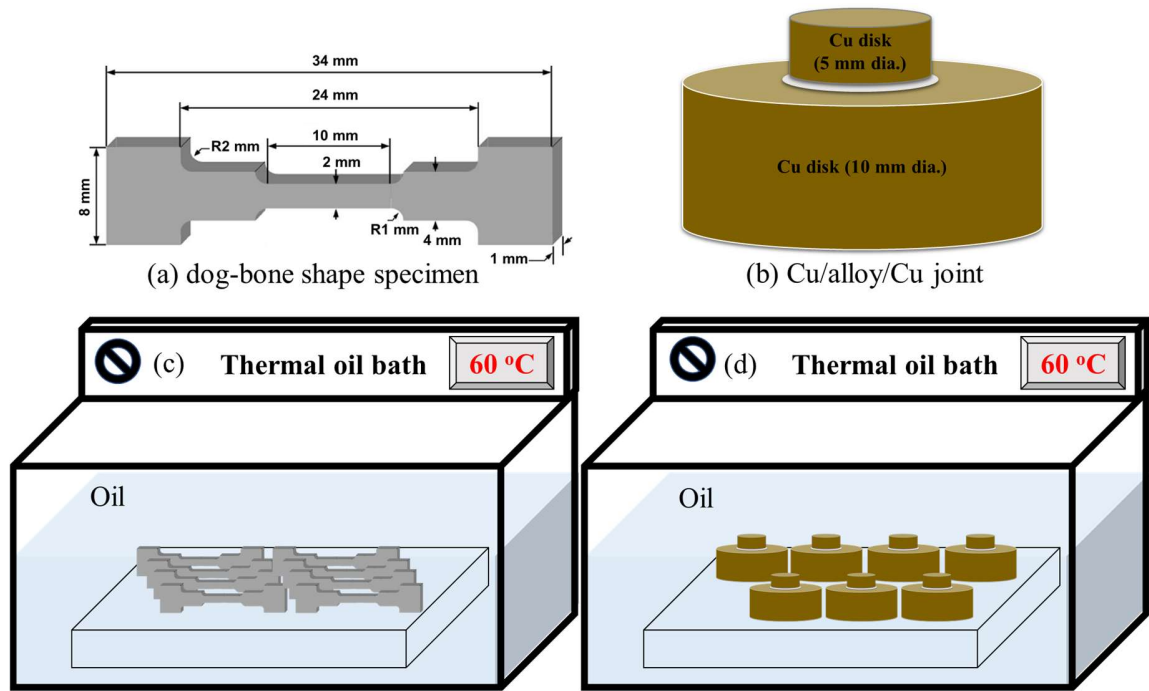 34 mm
24 mm
R2 mm
10 mm
2 mm
8 mm
R1 mm
4 mm
1 mm
(a) dog-bone shape specimen
Cu disk
(5 mm dia.)
Cu disk (10 mm dia.)
(b) Cu/alloy/Cu joint
(c) Thermal oil bath 60 °C
Oil
(d) Thermal oil bath 60 °C
Oil